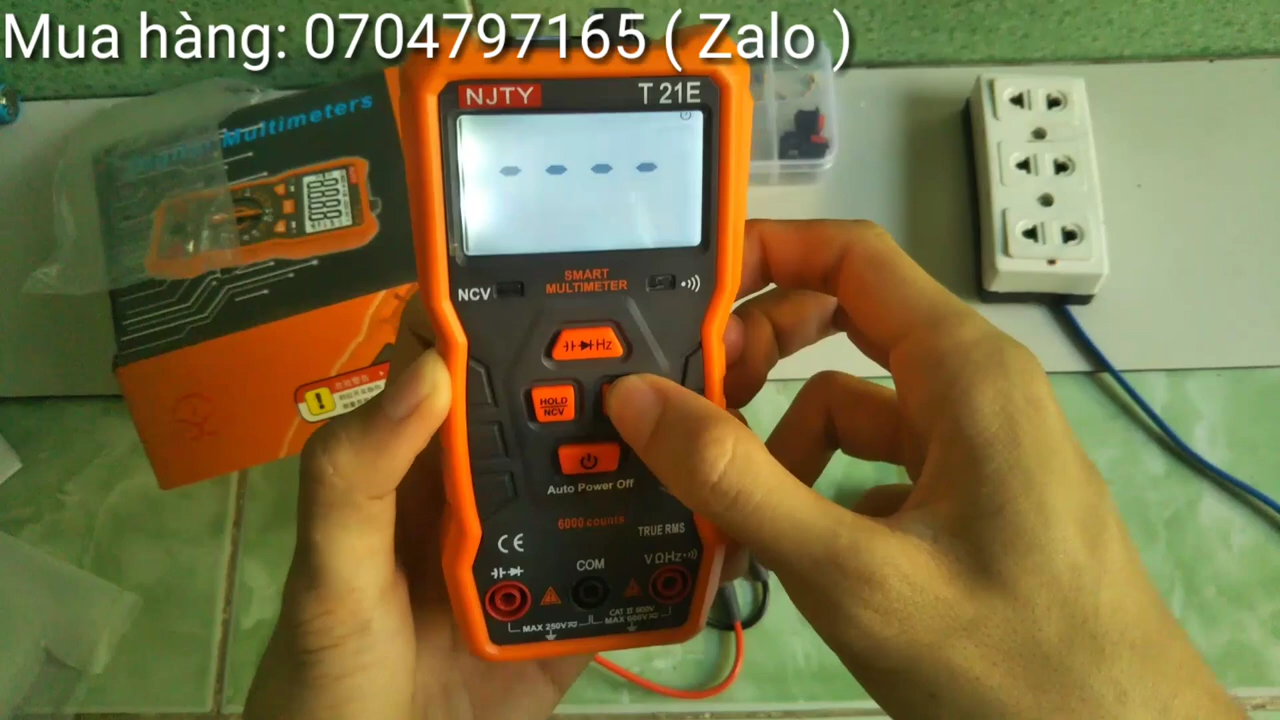 Mua hàng: 0704797165 ( Zalo )
Multimeters
NJTY
T 21E
- - - -
NCV
SMART
MULTIMETER
Hz
HOLD
NCV
Auto Power Off
6000 counts
TRUE RMS
CE
COM
VΩHz
CAT II 600V
MAX 250V
MAX 600V